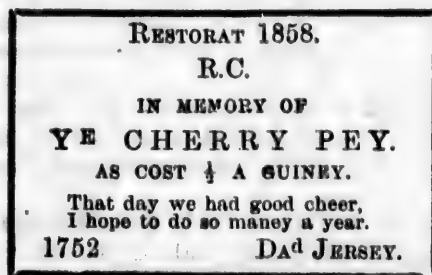 RESTORAT 1858.
R.C.
IN MEMORY OF
YE CHERRY PEY.
AS COST ½ A GUINEY.
That day we had good cheer,
I hope to do so maney a year.
1752 DAd JERSEY.